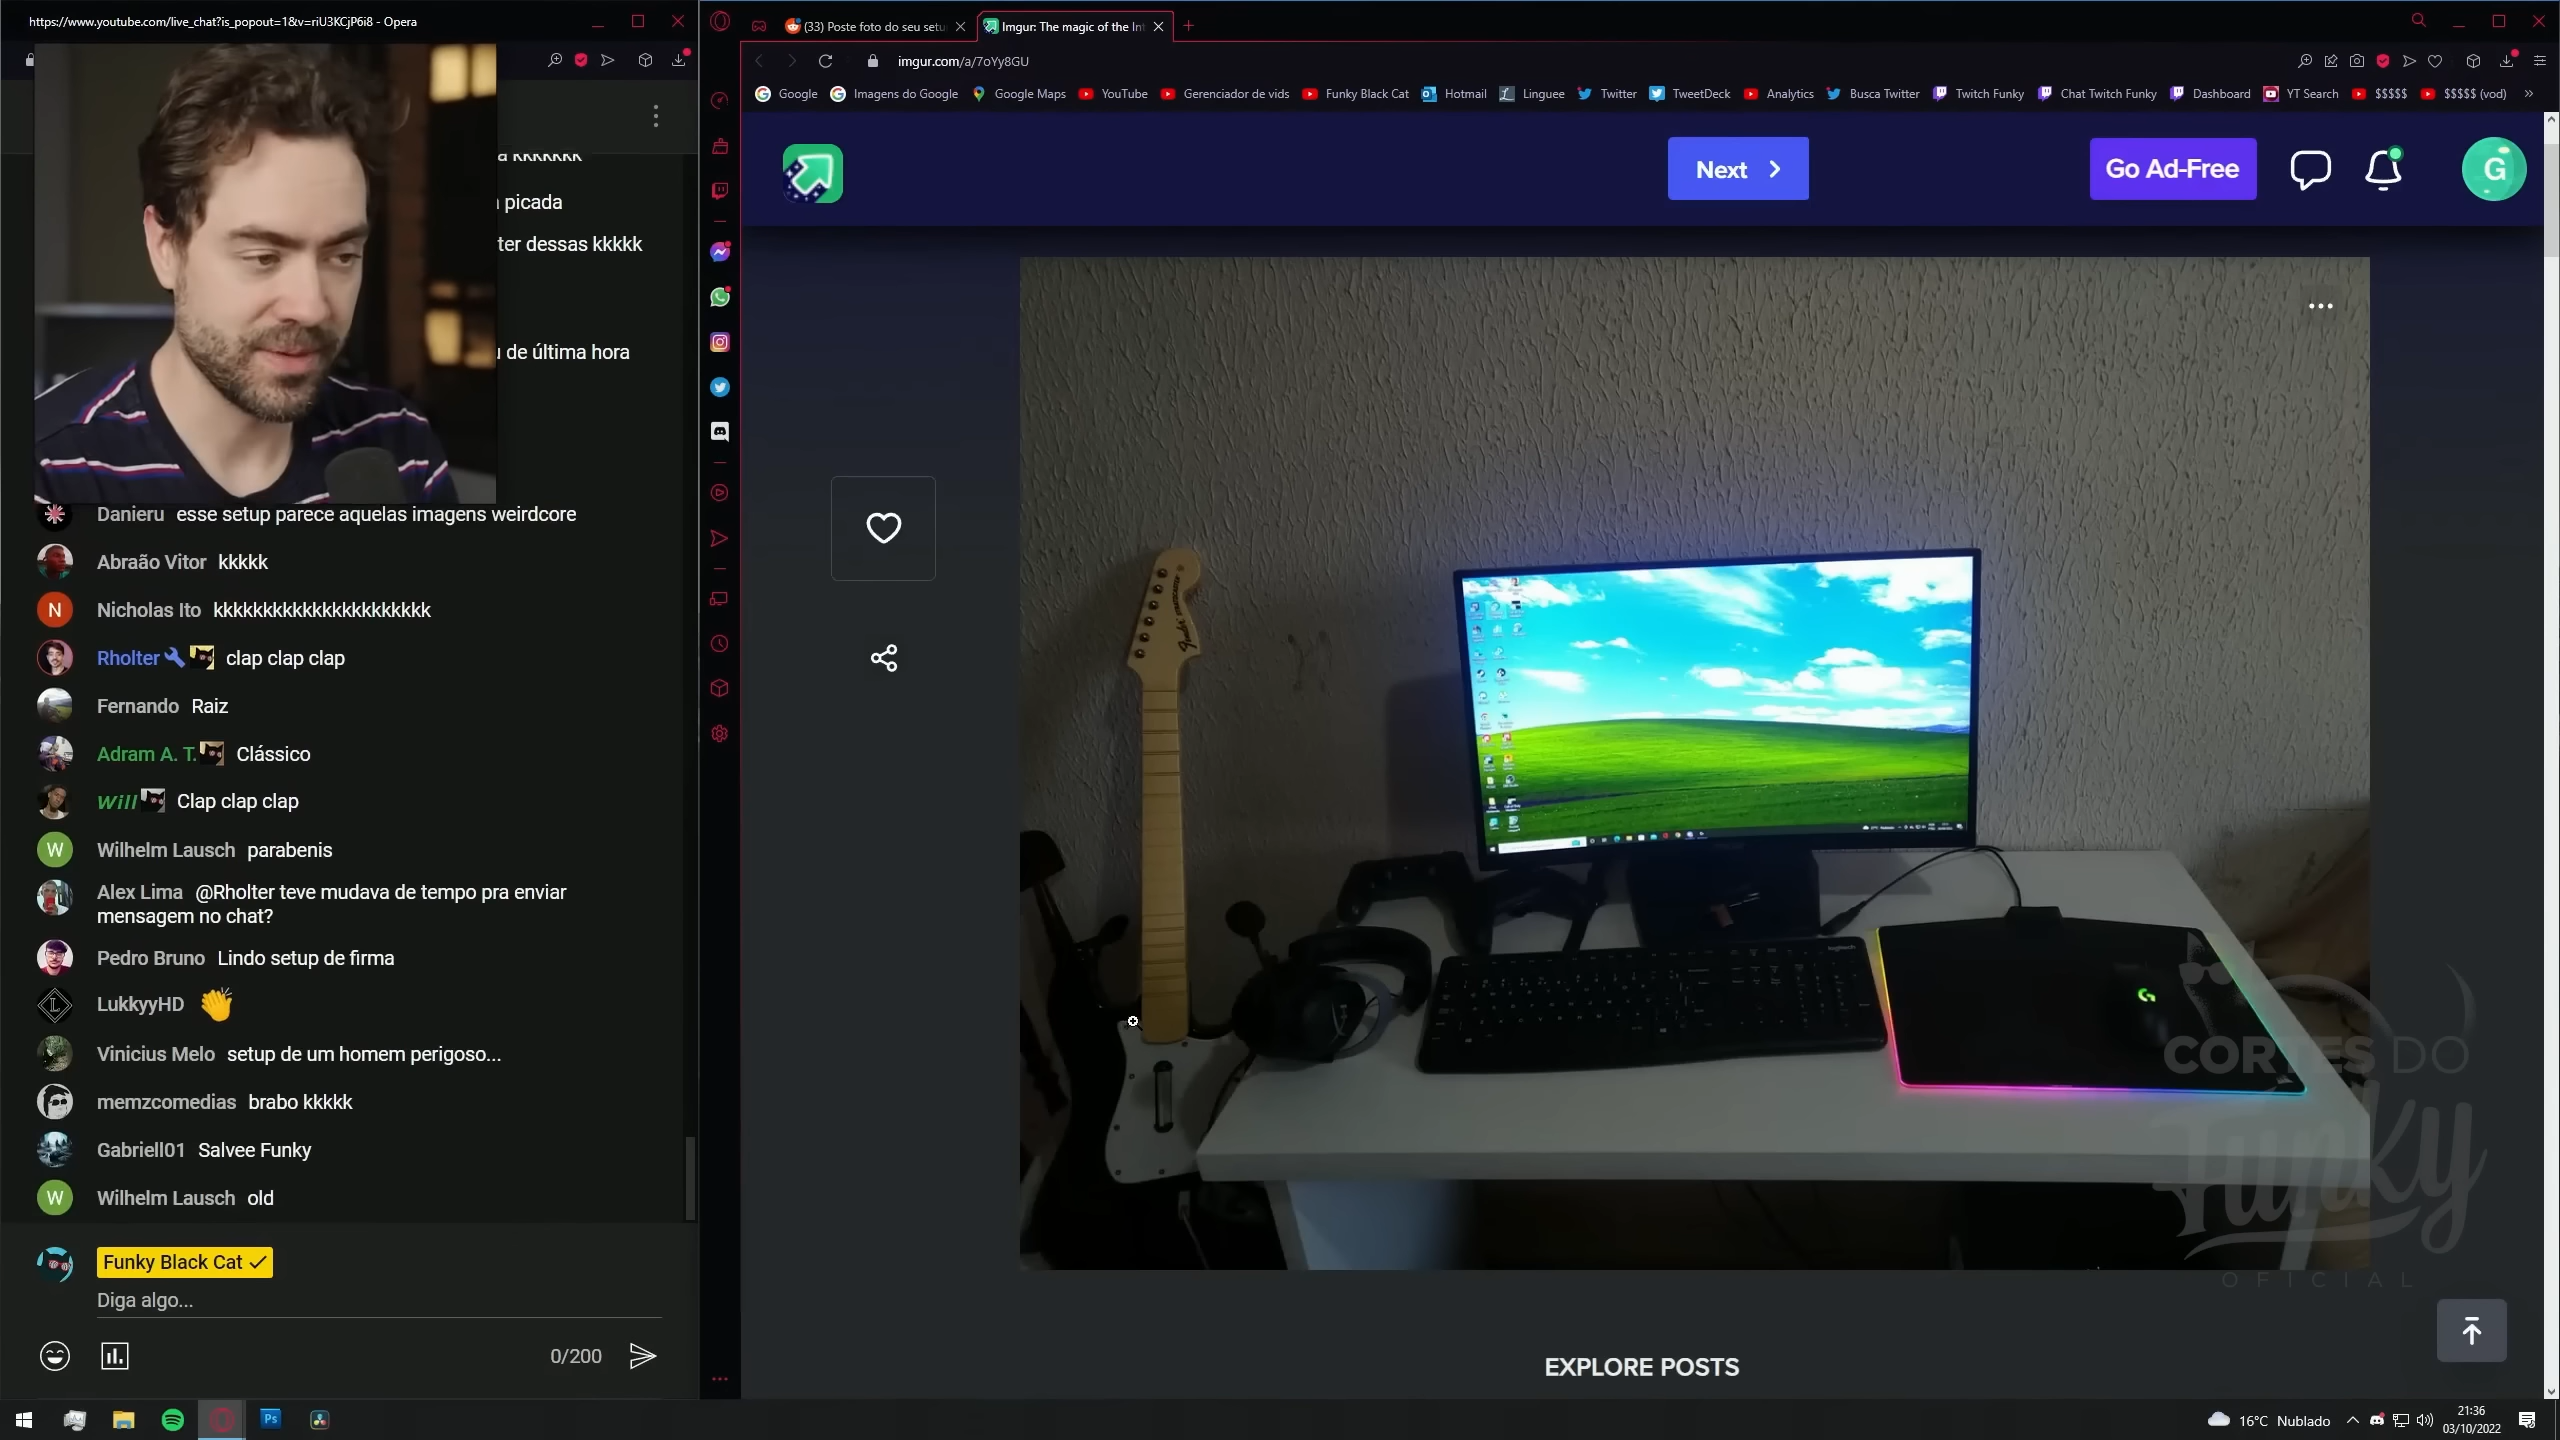 https://www.youtube.com/live_chat?is_popout=1&v=riU3KCjP6i8 - Opera
a kkkkkkk
picada
ter dessas kkkkk
u de última hora
Danieru esse setup parece aquelas imagens weirdcore
Abraão Vitor kkkkk
N Nicholas Ito kkkkkkkkkkkkkkkkkkkkkk
Rholter clap clap clap
Fernando Raiz
Adram A. T. Clássico
Will Clap clap clap
W Wilhelm Lausch parabenis
Alex Lima @Rholter teve mudava de tempo pra enviar
mensagem no chat?
Pedro Bruno Lindo setup de firma
LukkyyHD 👏
Vinicius Melo setup de um homem perigoso...
memzcomedias brabo kkkkk
Gabriell01 Salvee Funky
W Wilhelm Lausch old
Funky Black Cat ✓
Diga algo...
0/200
(33) Poste foto do seu setu
Imgur: The magic of the Int
imgur.com/a/7oYy8GU
Google Imagens do Google Google Maps YouTube Gerenciador de vids Funky Black Cat Hotmail Linguee Twitter TweetDeck Analytics Busca Twitter Twitch Funky Chat Twitch Funky Dashboard YT Search $$$$$ $$$$$ (vod) »
Next
Go Ad-Free
G
Fender
logitech
G
CORTES DO
Funky
OFICIAL
EXPLORE POSTS
Ps
16°C Nublado
21:36
03/10/2022